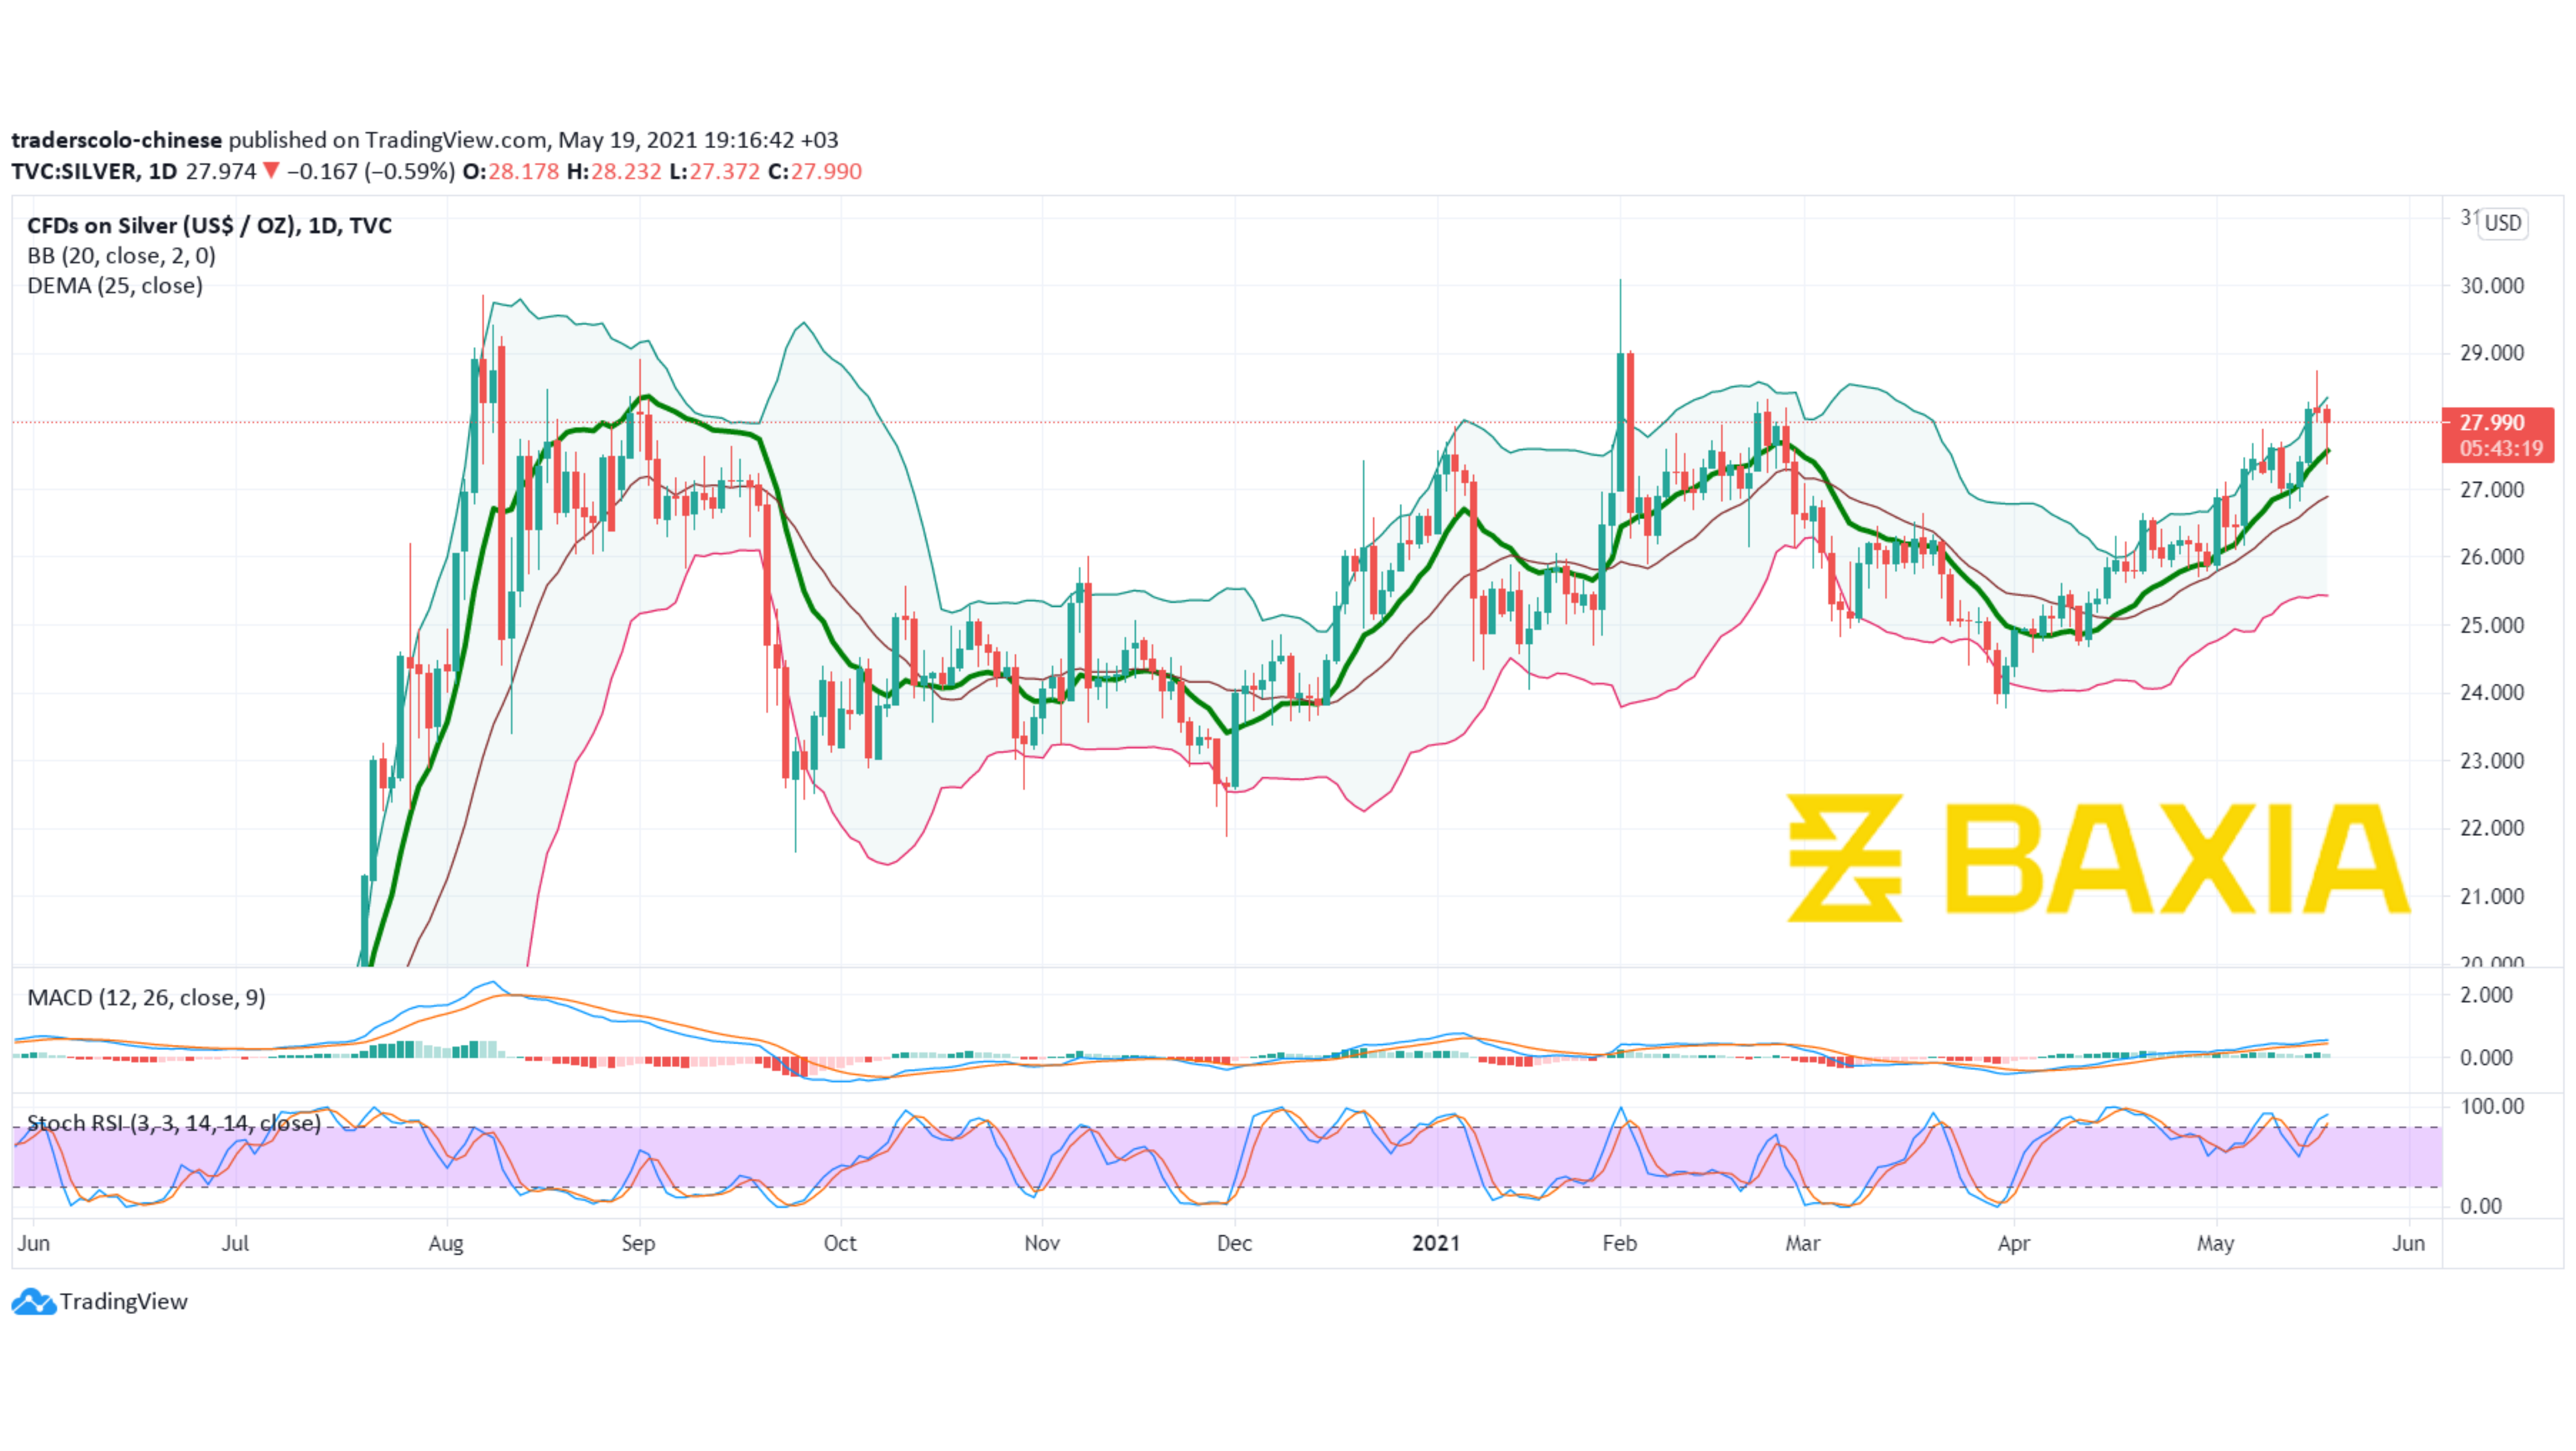 traderscolo-chinese published on TradingView.com, May 19, 2021 19:16:42 +03
TVC:SILVER, 1D 27.974 ▼ −0.167 (−0.59%) O:28.178 H:28.232 L:27.372 C:27.990
CFDs on Silver (US$ / OZ), 1D, TVC
BB (20, close, 2, 0)
DEMA (25, close)
31
USD
30.000
29.000
27.990
05:43:19
27.000
26.000
25.000
24.000
23.000
22.000
21.000
20.000
BAXIA
MACD (12, 26, close, 9)
2.000
0.000
Stoch RSI (3, 3, 14, 14, close)
100.00
0.00
Jun Jul Aug Sep Oct Nov Dec 2021 Feb Mar Apr May Jun
TradingView